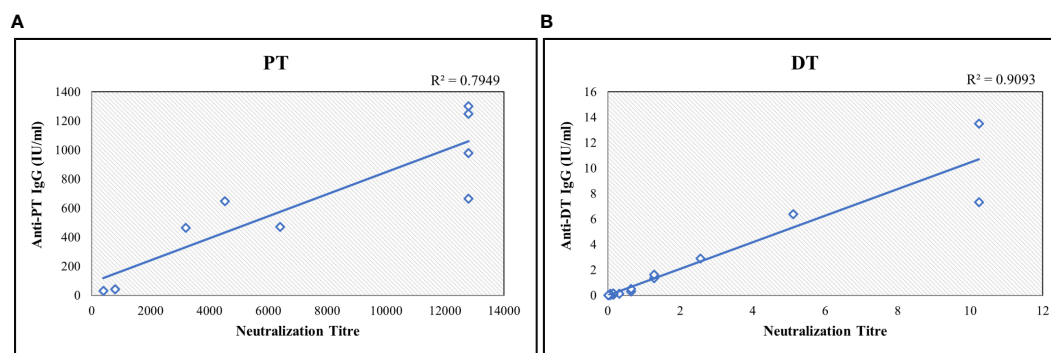 A
PT
R² = 0.7949
1400
1200
1000
800
600
400
200
0
Anti-PT IgG (IU/ml)
0 2000 4000 6000 8000 10000 12000 14000
Neutralization Titre
B
DT
R² = 0.9093
16
14
12
10
8
6
4
2
0
Anti-DT IgG (IU/ml)
0 2 4 6 8 10 12
Neutralization Titre